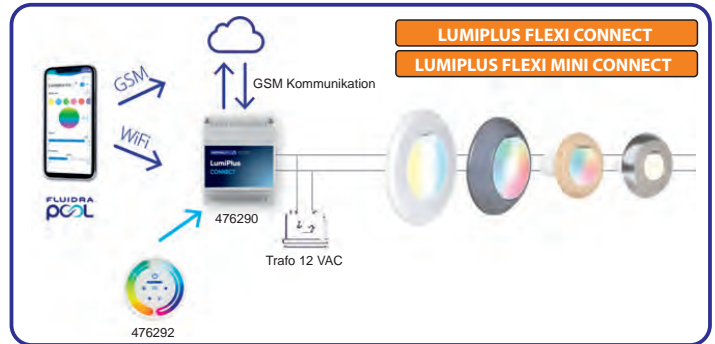 LUMIPLUS FLEXI CONNECT
LUMIPLUS FLEXI MINI CONNECT
GSM
GSM Kommunikation
WiFi
LumiPlus
CONNECT
FLUIDRA
POOL
476290
Trafo 12 VAC
476292